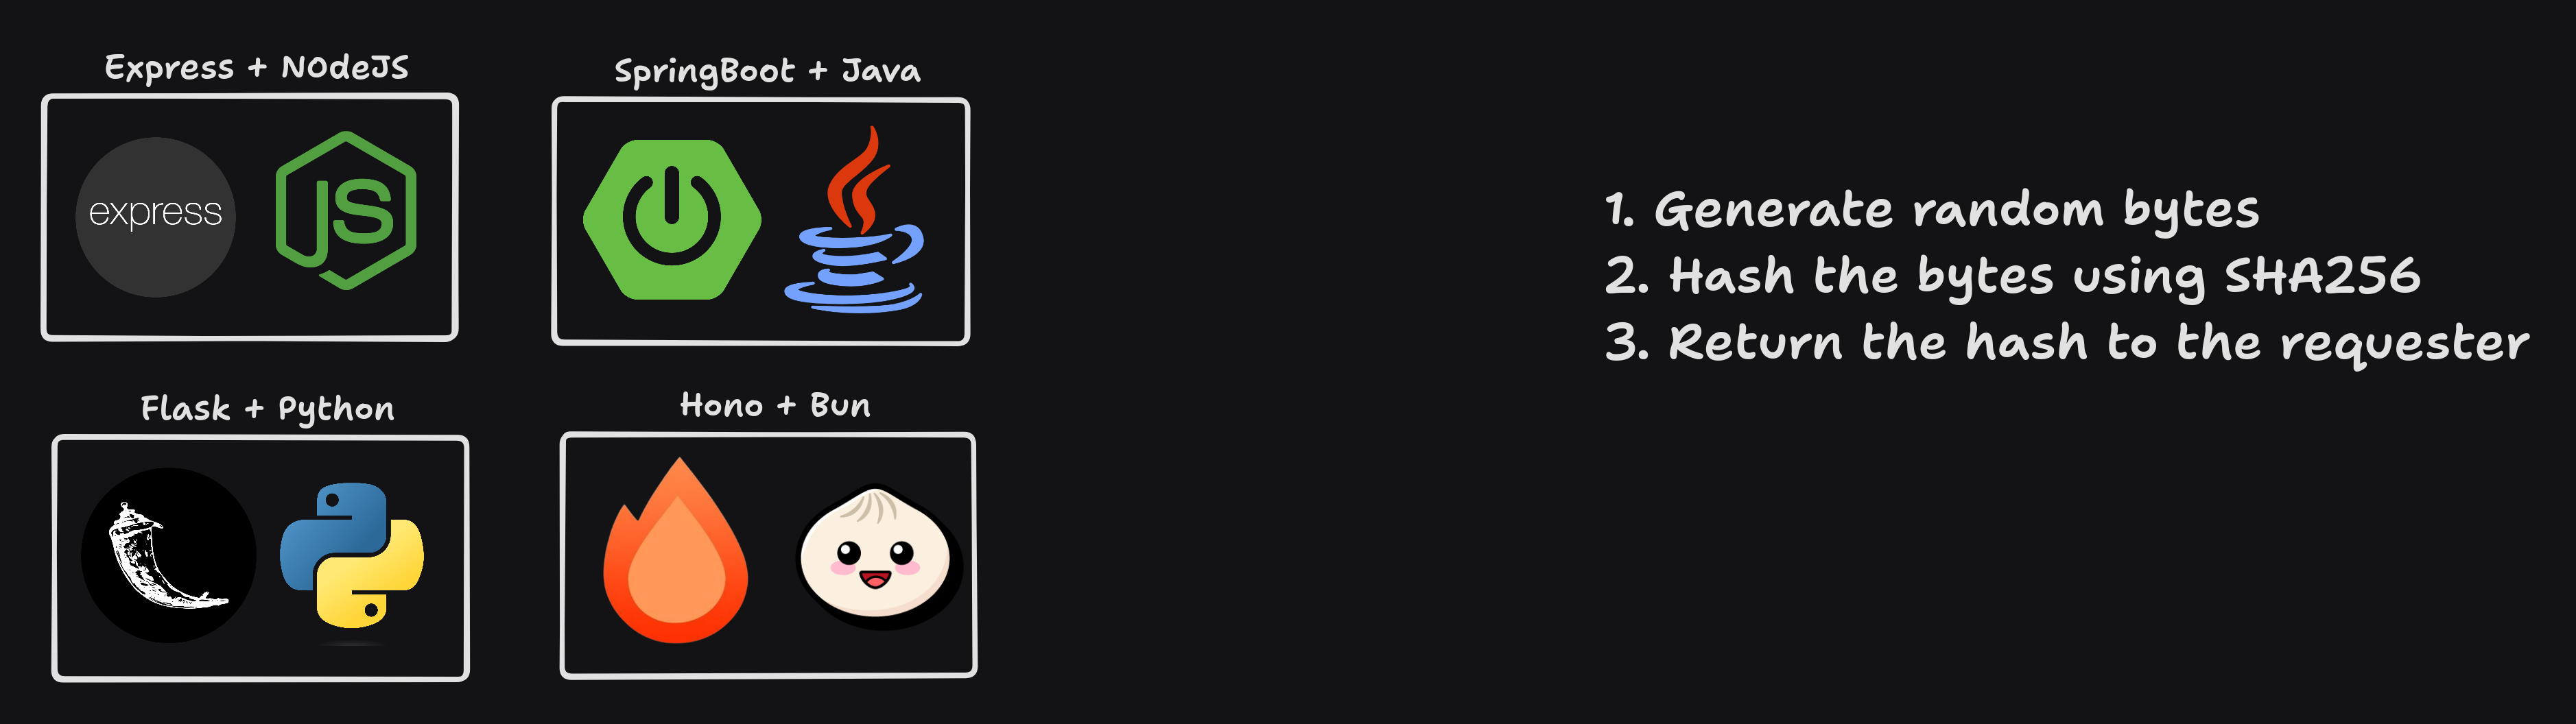 Express + NOdeJS
express
JS
SpringBoot + Java
Flask + Python
Hono + Bun
1. Generate random bytes
2. Hash the bytes using SHA256
3. Return the hash to the requester